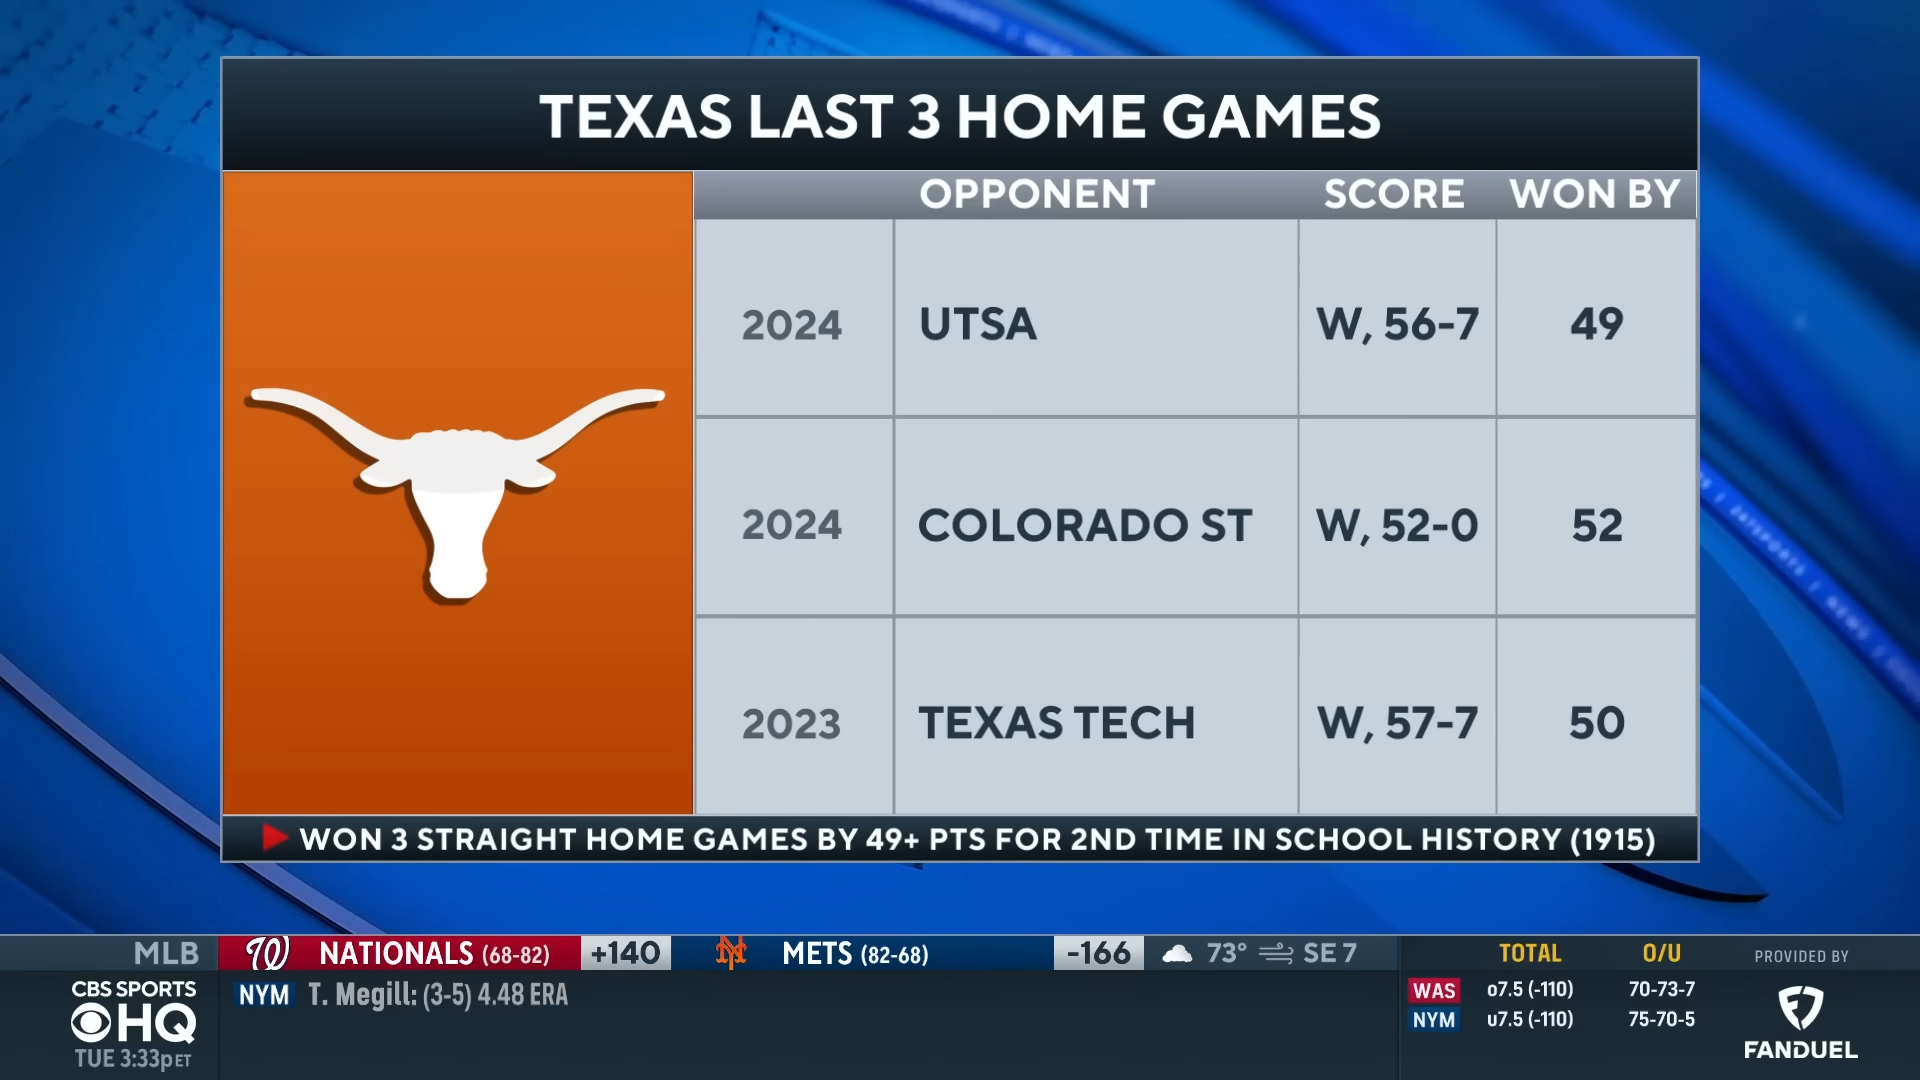 TEXAS LAST 3 HOME GAMES
OPPONENT SCORE WON BY
2024 UTSA W, 56-7 49
2024 COLORADO ST W, 52-0 52
2023 TEXAS TECH W, 57-7 50
WON 3 STRAIGHT HOME GAMES BY 49+ PTS FOR 2ND TIME IN SCHOOL HISTORY (1915)
MLB W NATIONALS (68-82) +140 NY METS (82-68) -166 73° SE 7
CBS SPORTS
HQ
TUE 3:33pET
NYM T. Megill: (3-5) 4.48 ERA
TOTAL O/U
WAS o7.5 (-110) 70-73-7
NYM u7.5 (-110) 75-70-5
PROVIDED BY
FANDUEL
247SPORTS / NEWS /